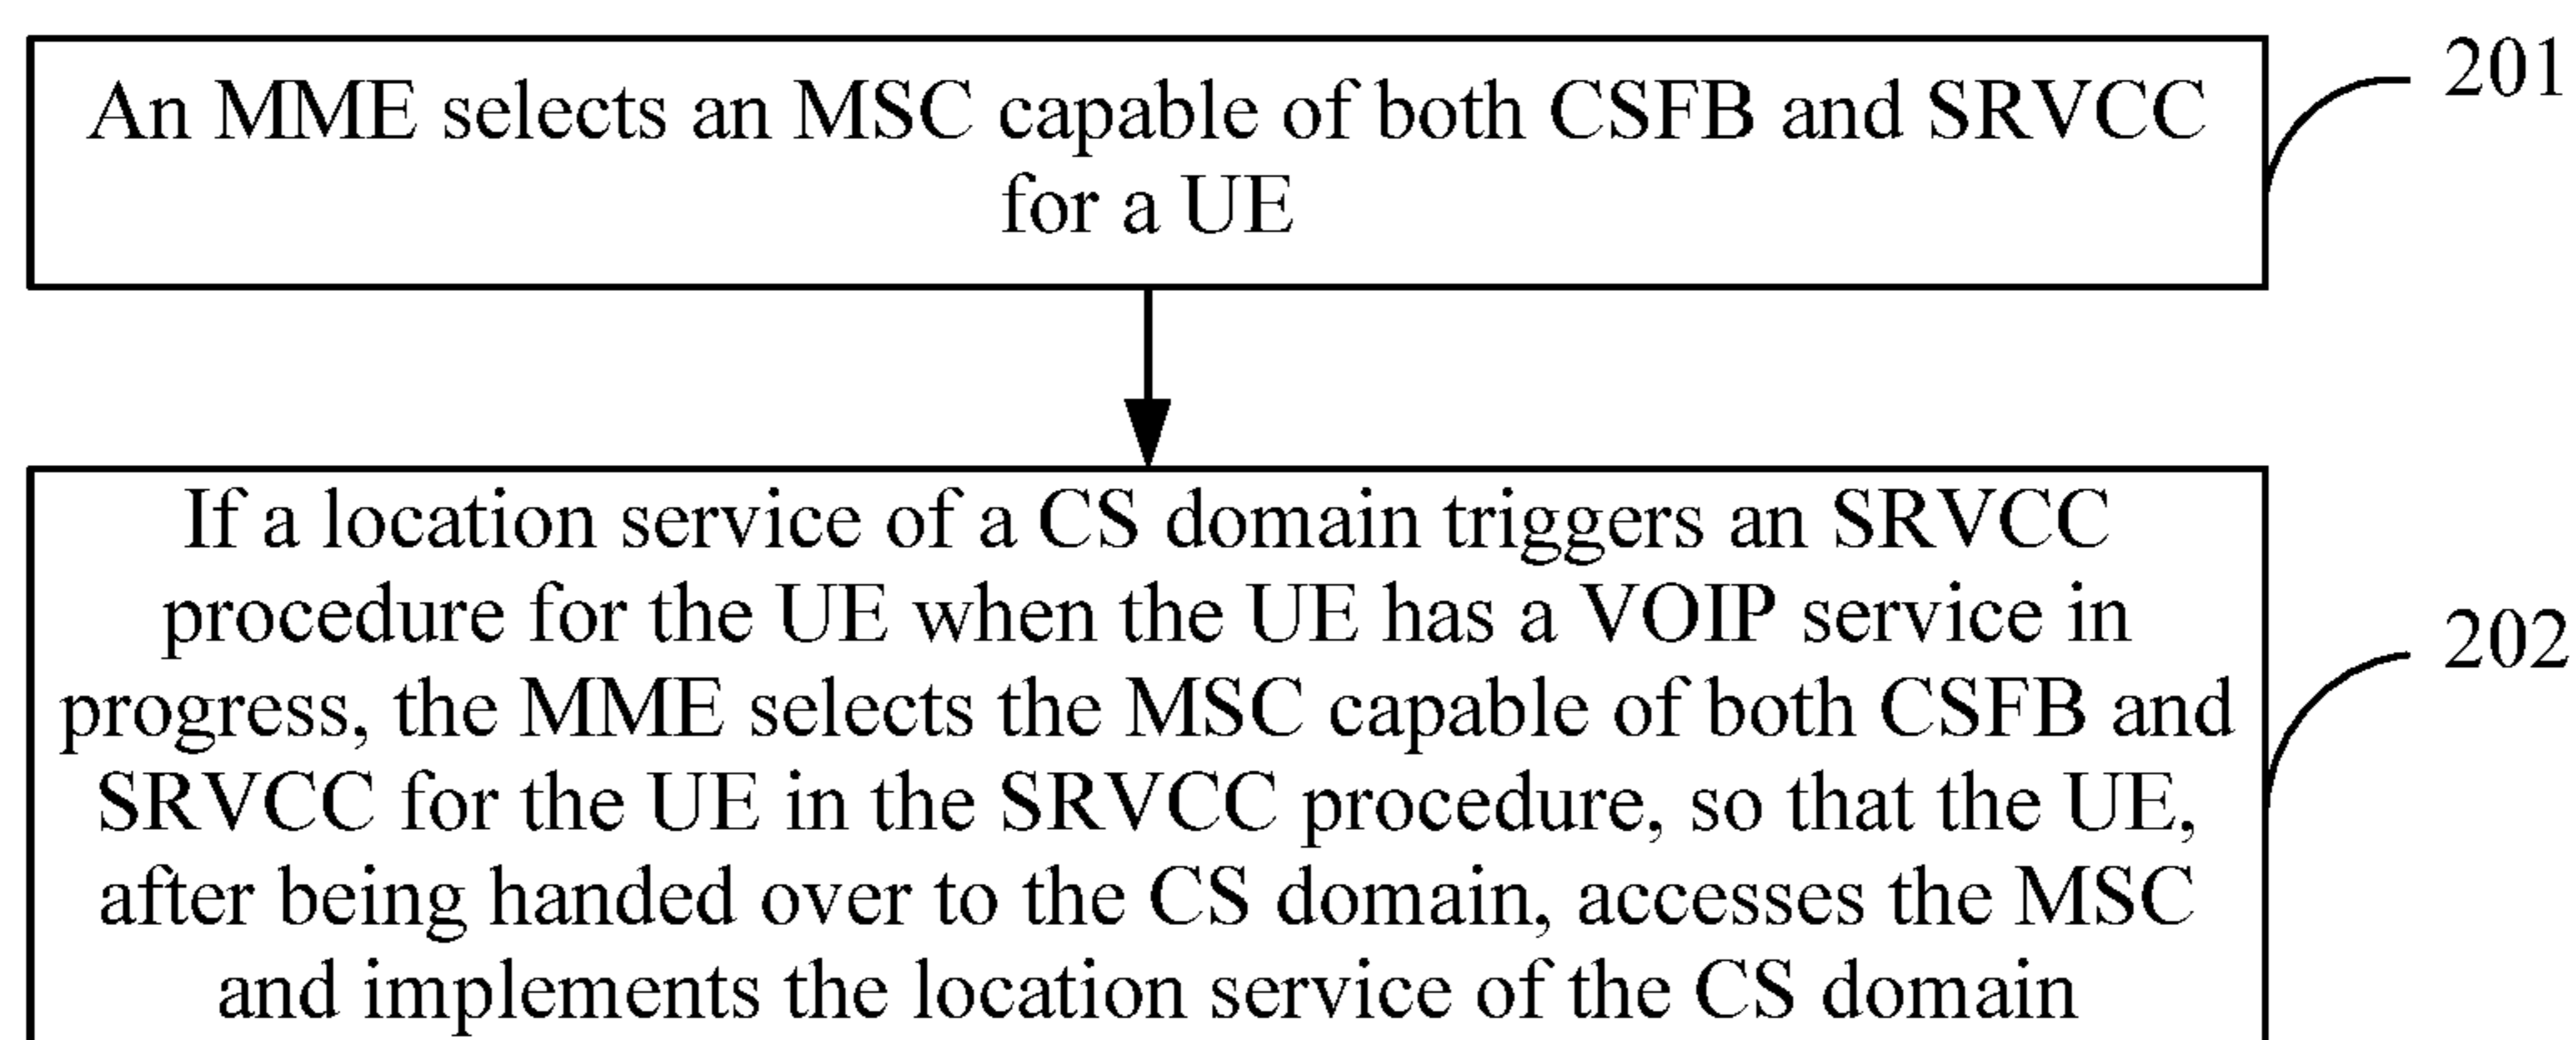 An MME selects an MSC capable of both CSFB and SRVCC
for a UE
201
If a location service of a CS domain triggers an SRVCC
procedure for the UE when the UE has a VOIP service in
progress, the MME selects the MSC capable of both CSFB and
SRVCC for the UE in the SRVCC procedure, so that the UE,
after being handed over to the CS domain, accesses the MSC
and implements the location service of the CS domain
202